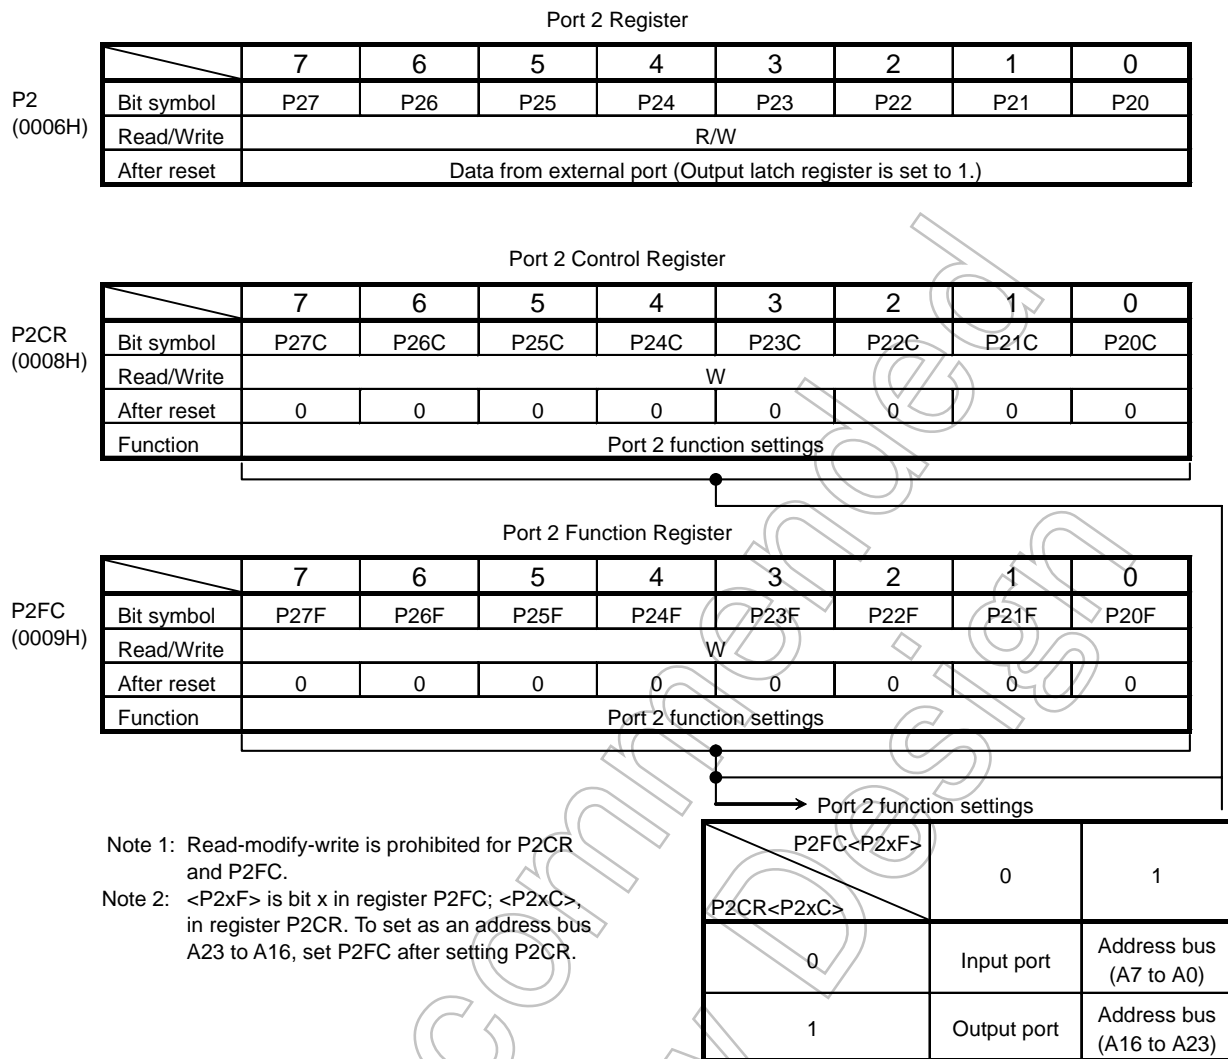 Port 2 Register
7 6 5 4 3 2 1 0
P2
(0006H)
Bit symbol P27 P26 P25 P24 P23 P22 P21 P20
Read/Write R/W
After reset Data from external port (Output latch register is set to 1.)
Port 2 Control Register
7 6 5 4 3 2 1 0
P2CR
(0008H)
Bit symbol P27C P26C P25C P24C P23C P22C P21C P20C
Read/Write W
After reset 0 0 0 0 0 0 0 0
Function Port 2 function settings
Port 2 Function Register
7 6 5 4 3 2 1 0
P2FC
(0009H)
Bit symbol P27F P26F P25F P24F P23F P22F P21F P20F
Read/Write W
After reset 0 0 0 0 0 0 0 0
Function Port 2 function settings
Port 2 function settings
Note 1: Read-modify-write is prohibited for P2CR
and P2FC.
Note 2: <P2xF> is bit x in register P2FC; <P2xC>,
in register P2CR. To set as an address bus
A23 to A16, set P2FC after setting P2CR.
P2FC<P2xF>
P2CR<P2xC>
0 1
0 Input port Address bus
(A7 to A0)
1 Output port Address bus
(A16 to A23)
commended
Design